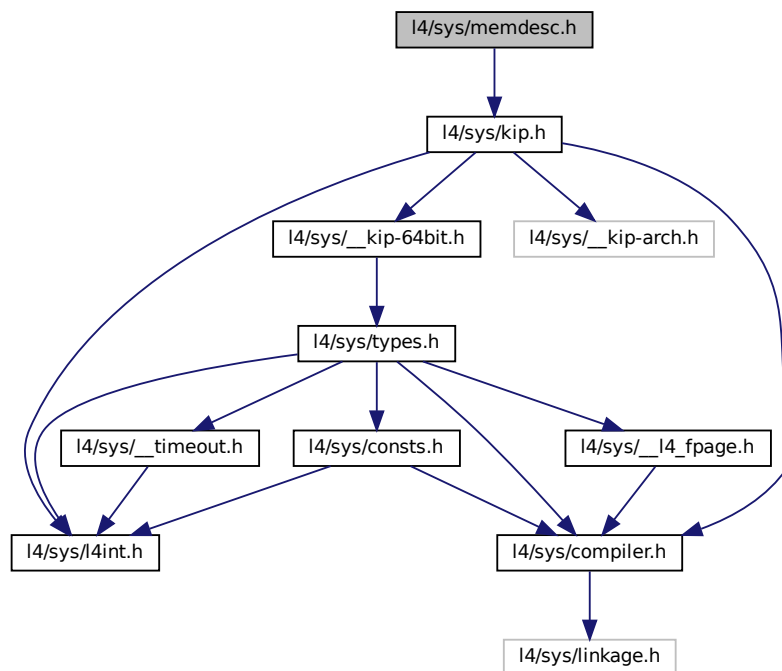 l4/sys/memdesc.h
l4/sys/kip.h
l4/sys/__kip-64bit.h
l4/sys/__kip-arch.h
l4/sys/types.h
l4/sys/__timeout.h
l4/sys/consts.h
l4/sys/__l4_fpage.h
l4/sys/l4int.h
l4/sys/compiler.h
l4/sys/linkage.h